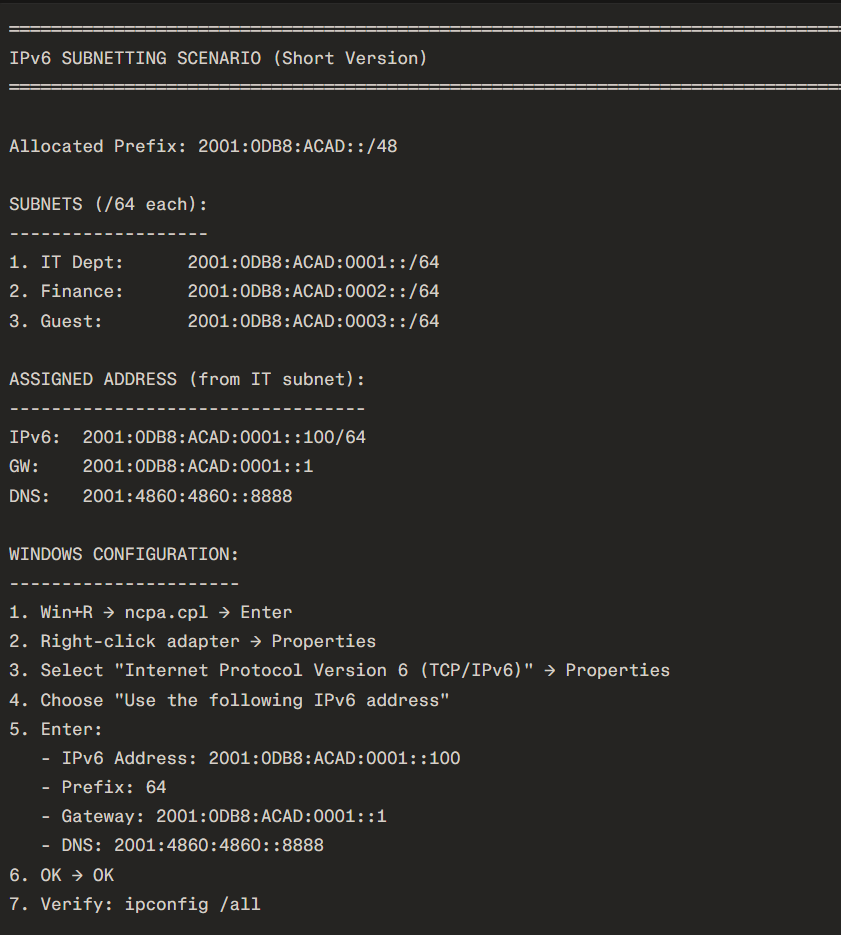 ================================================================================
IPv6 SUBNETTING SCENARIO (Short Version)
================================================================================
Allocated Prefix: 2001:0DB8:ACAD::/48
SUBNETS (/64 each):
-------------------
1. IT Dept:      2001:0DB8:ACAD:0001::/64
2. Finance:      2001:0DB8:ACAD:0002::/64
3. Guest:        2001:0DB8:ACAD:0003::/64
ASSIGNED ADDRESS (from IT subnet):
----------------------------------
IPv6:  2001:0DB8:ACAD:0001::100/64
GW:    2001:0DB8:ACAD:0001::1
DNS:   2001:4860:4860::8888
WINDOWS CONFIGURATION:
----------------------
1. Win+R → ncpa.cpl → Enter
2. Right-click adapter → Properties
3. Select "Internet Protocol Version 6 (TCP/IPv6)" → Properties
4. Choose "Use the following IPv6 address"
5. Enter:
   - IPv6 Address: 2001:0DB8:ACAD:0001::100
   - Prefix: 64
   - Gateway: 2001:0DB8:ACAD:0001::1
   - DNS: 2001:4860:4860::8888
6. OK → OK
7. Verify: ipconfig /all